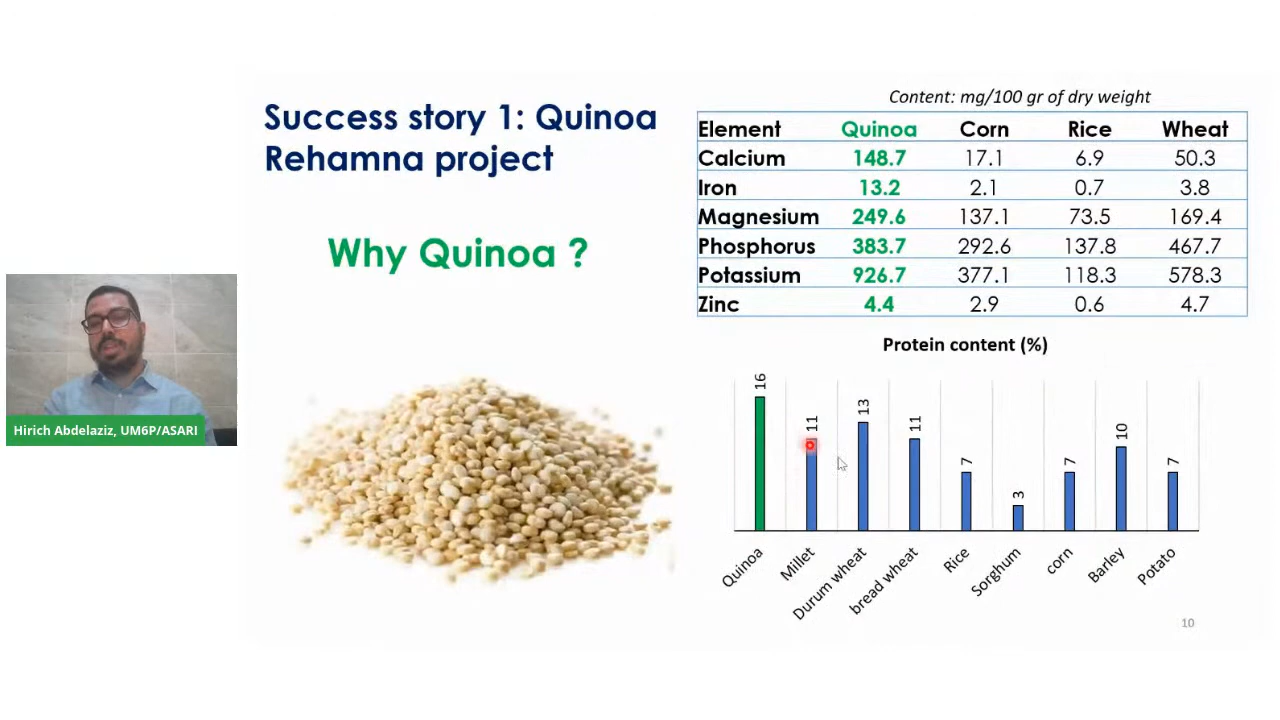 Success story 1: Quinoa
Rehamna project
Why Quinoa ?
Hirich Abdelaziz, UM6P/ASARI
Content: mg/100 gr of dry weight
Element Quinoa Corn Rice Wheat
Calcium 148.7 17.1 6.9 50.3
Iron 13.2 2.1 0.7 3.8
Magnesium 249.6 137.1 73.5 169.4
Phosphorus 383.7 292.6 137.8 467.7
Potassium 926.7 377.1 118.3 578.3
Zinc 4.4 2.9 0.6 4.7
Protein content (%)
16 11 13 11 7 3 7 10 7
Quinoa Millet Durum wheat bread wheat Rice Sorghum corn Barley Potato
10